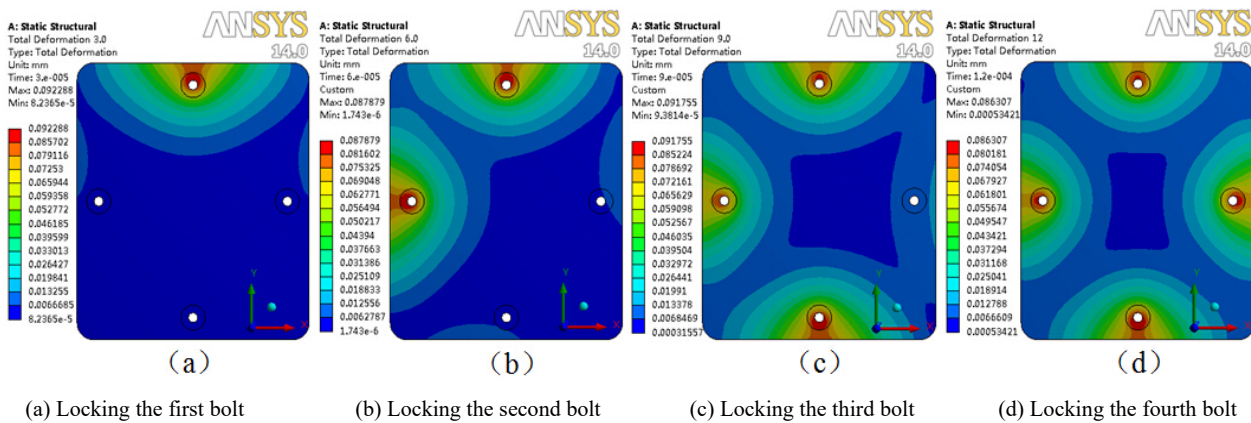 ANSYS
14.0
A: Static Structural
Total Deformation 3.0
Type: Total Deformation
Unit: mm
Time: 3.e-005
Max: 0.092288
Min: 8.2365e-5
0.092288
0.085702
0.079116
0.07253
0.065944
0.059358
0.052772
0.046185
0.039599
0.033013
0.026427
0.019841
0.013255
0.0066685
8.2365e-5
Y
X
(a)
ANSYS
14.0
A: Static Structural
Total Deformation 6.0
Type: Total Deformation
Unit: mm
Time: 6.e-005
Custom
Max: 0.087879
Min: 1.743e-6
0.087879
0.081602
0.075325
0.069048
0.062771
0.056494
0.050217
0.04394
0.037663
0.031386
0.025109
0.018833
0.012556
0.0062787
1.743e-6
Y
X
(b)
ANSYS
14.0
A: Static Structural
Total Deformation 9.0
Type: Total Deformation
Unit: mm
Time: 9.e-005
Custom
Max: 0.091755
Min: 9.3814e-5
0.091755
0.085224
0.078692
0.072161
0.065629
0.059098
0.052567
0.046035
0.039504
0.032972
0.026441
0.01991
0.013378
0.0068469
0.00031557
Y
X
(c)
ANSYS
14.0
A: Static Structural
Total Deformation 12
Type: Total Deformation
Unit: mm
Time: 1.2e-004
Custom
Max: 0.086307
Min: 0.00053421
0.086307
0.080181
0.074054
0.067927
0.061801
0.055674
0.049547
0.043421
0.037294
0.031168
0.025041
0.018914
0.012788
0.0066609
0.00053421
Y
X
(d)
(a) Locking the first bolt
(b) Locking the second bolt
(c) Locking the third bolt
(d) Locking the fourth bolt